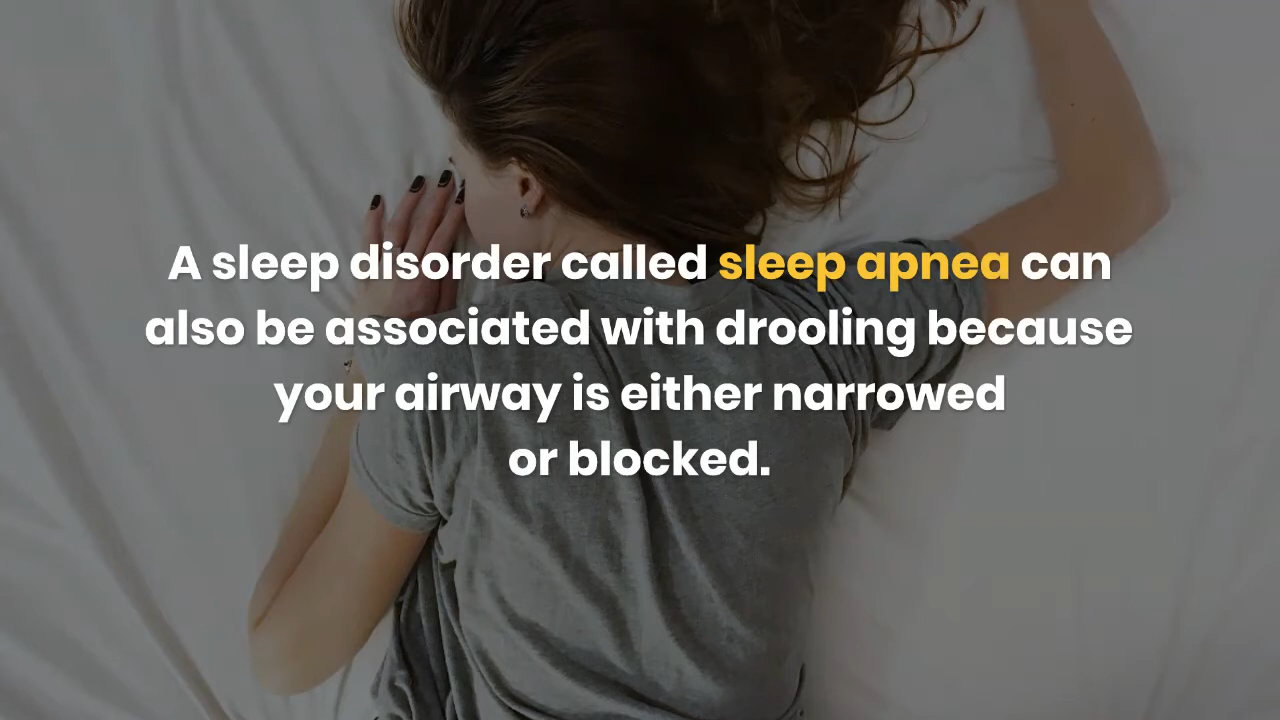 A sleep disorder called sleep apnea can
also be associated with drooling because
your airway is either narrowed
or blocked.